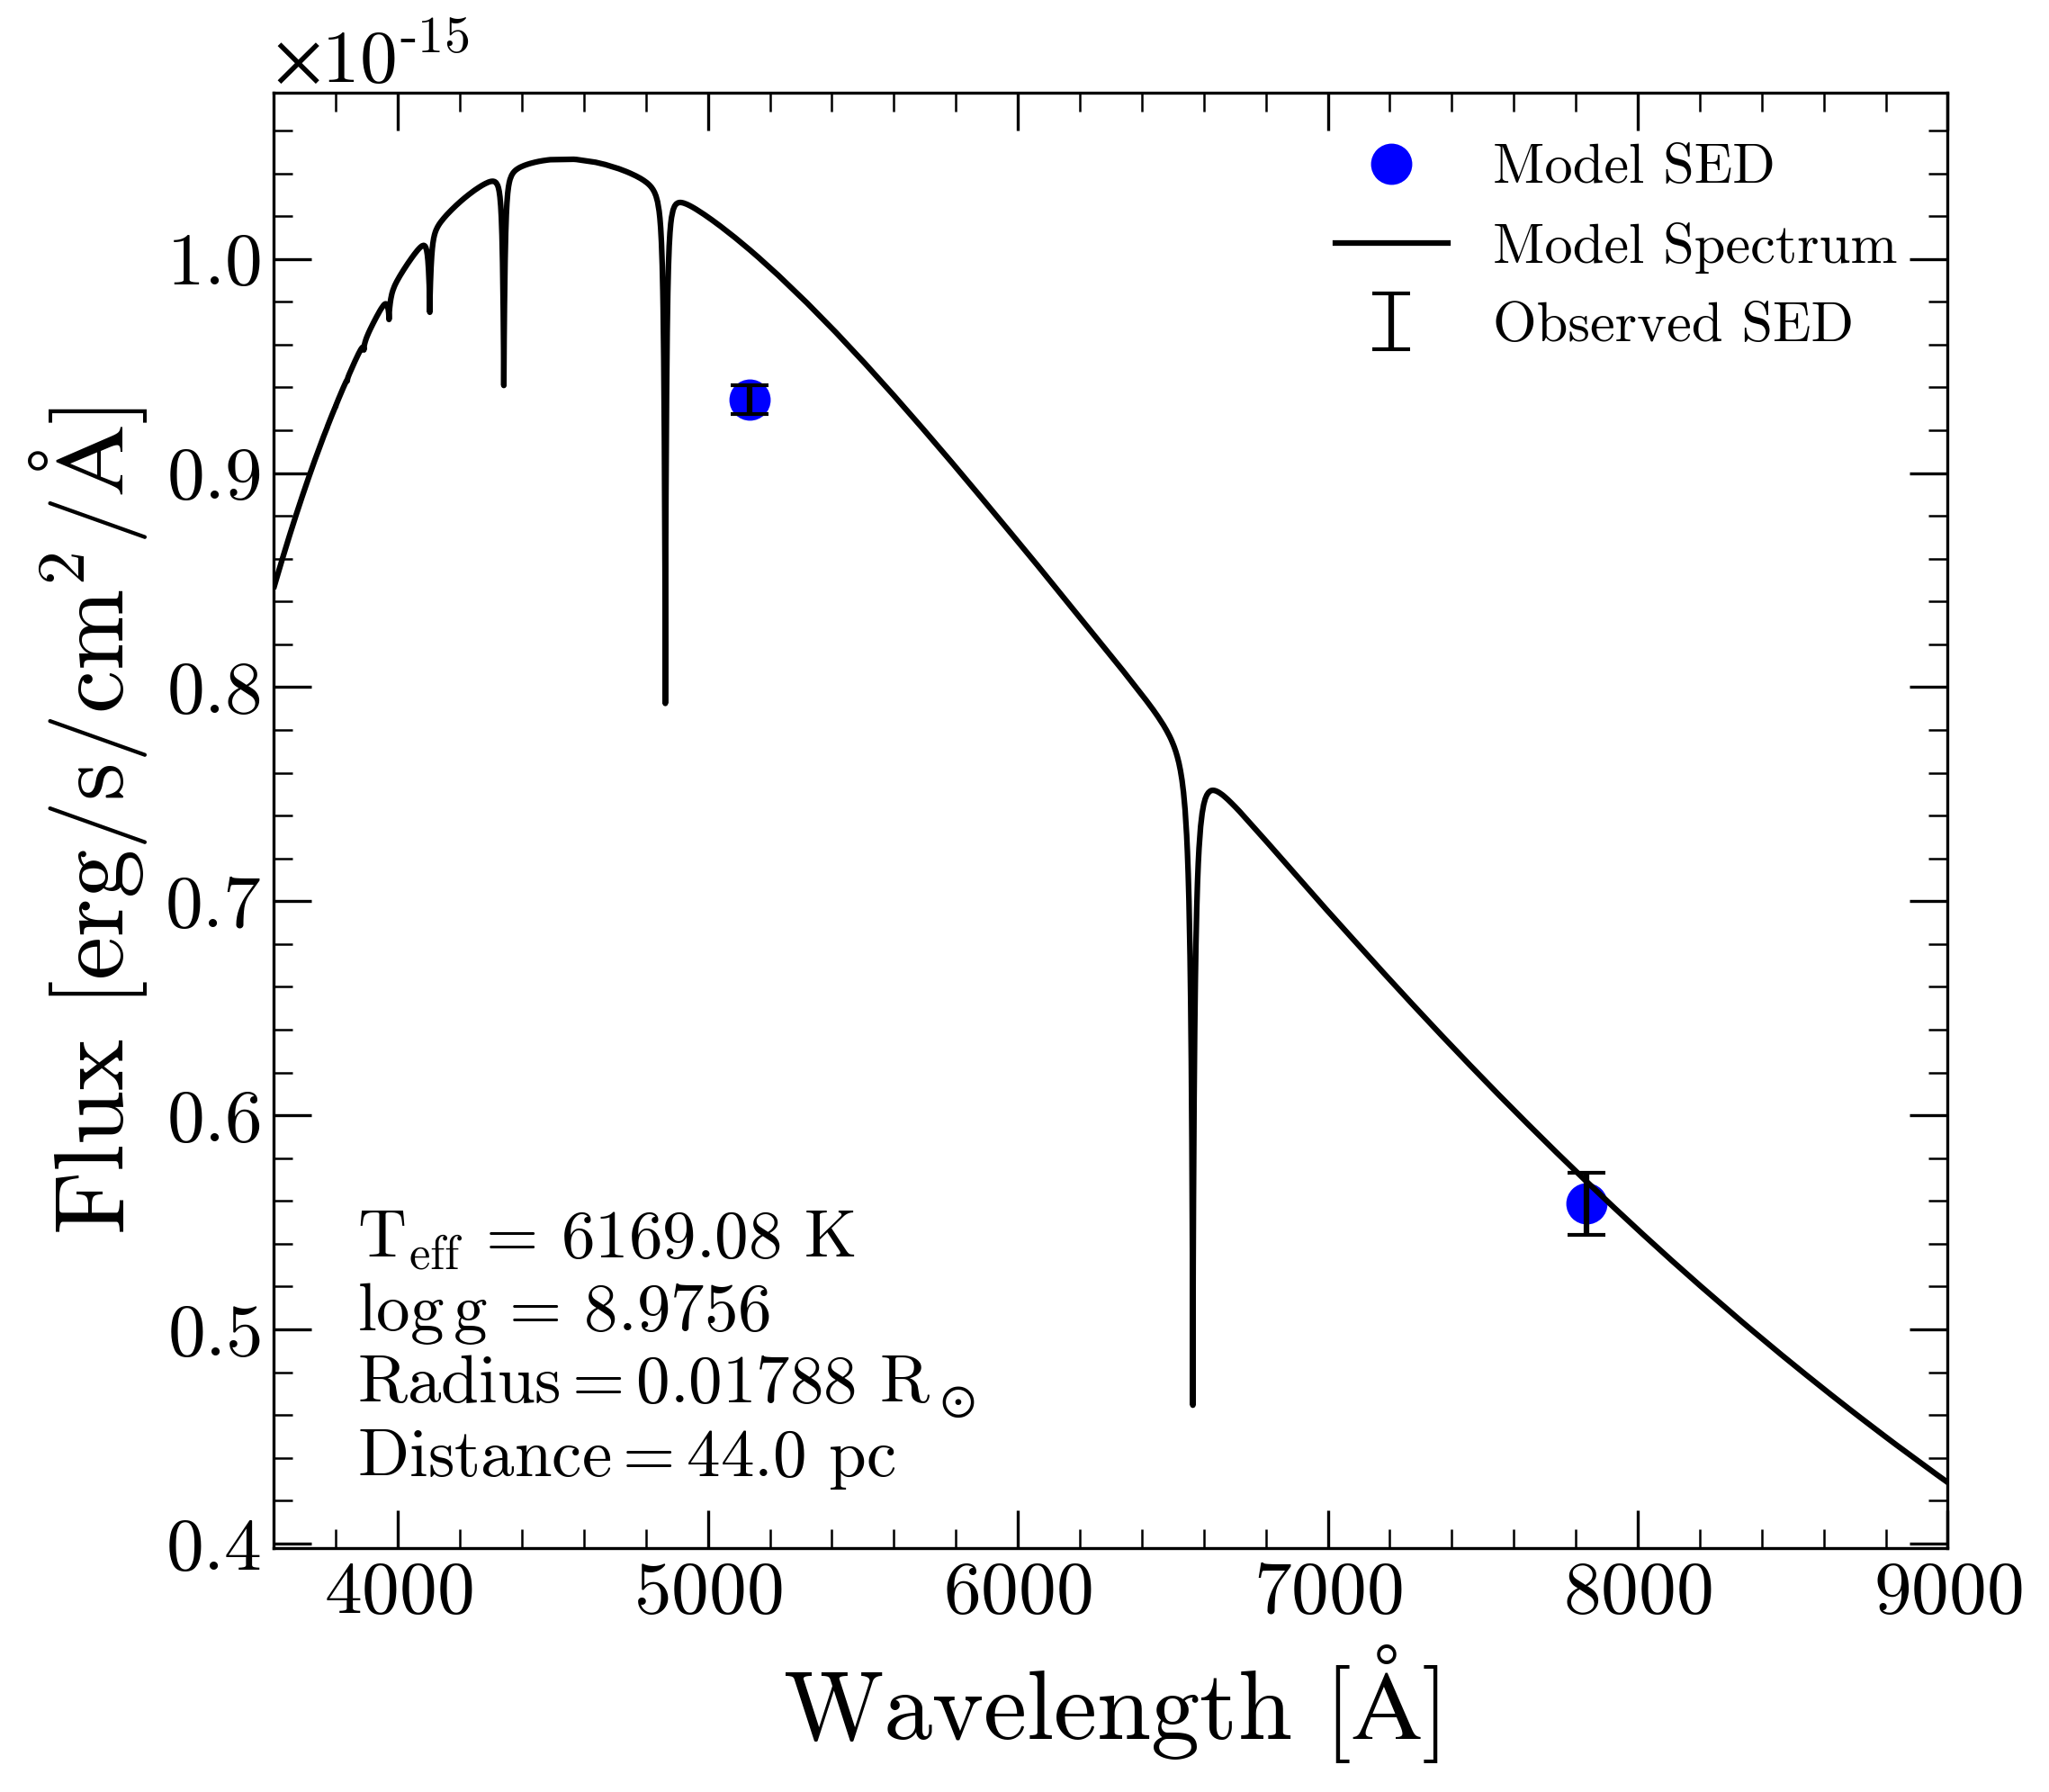 ×10⁻¹⁵
Model SED
Model Spectrum
Observed SED
1.0
0.9
0.8
0.7
0.6
0.5
0.4
Flux [erg/s/cm²/Å]
T_eff = 6169.08 K
log g = 8.9756
Radius = 0.01788 R_⊙
Distance = 44.0 pc
4000 5000 6000 7000 8000 9000
Wavelength [Å]